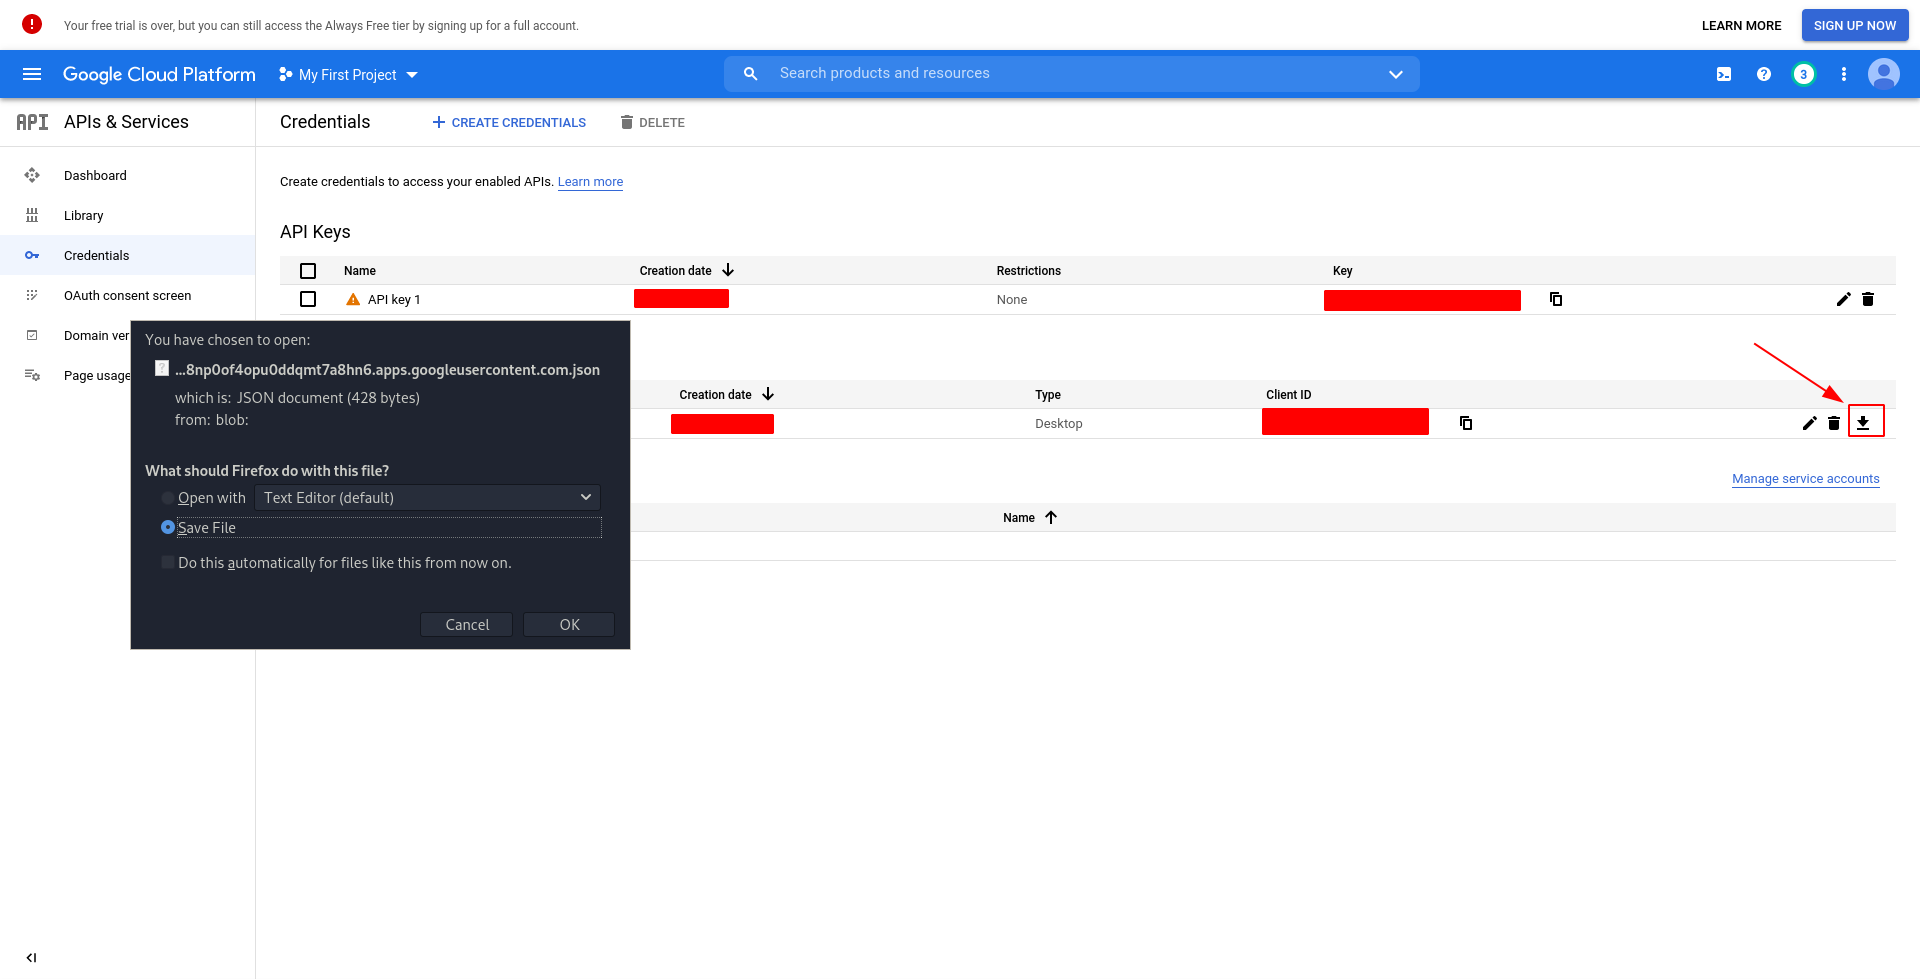 Your free trial is over, but you can still access the Always Free tier by signing up for a full account.
LEARN MORE
SIGN UP NOW
Google Cloud Platform
My First Project
Search products and resources
3
API
APIs & Services
Credentials
CREATE CREDENTIALS
DELETE
Dashboard
Library
Credentials
OAuth consent screen
Domain ver
Page usage
Create credentials to access your enabled APIs. Learn more
API Keys
Name
Creation date
Restrictions
Key
API key 1
None
Creation date
Type
Client ID
Desktop
Manage service accounts
Name
You have chosen to open:
...8np0of4opu0ddqmt7a8hn6.apps.googleusercontent.com.json
which is: JSON document (428 bytes)
from: blob:
What should Firefox do with this file?
Open with
Text Editor (default)
Save File
Do this automatically for files like this from now on.
Cancel
OK